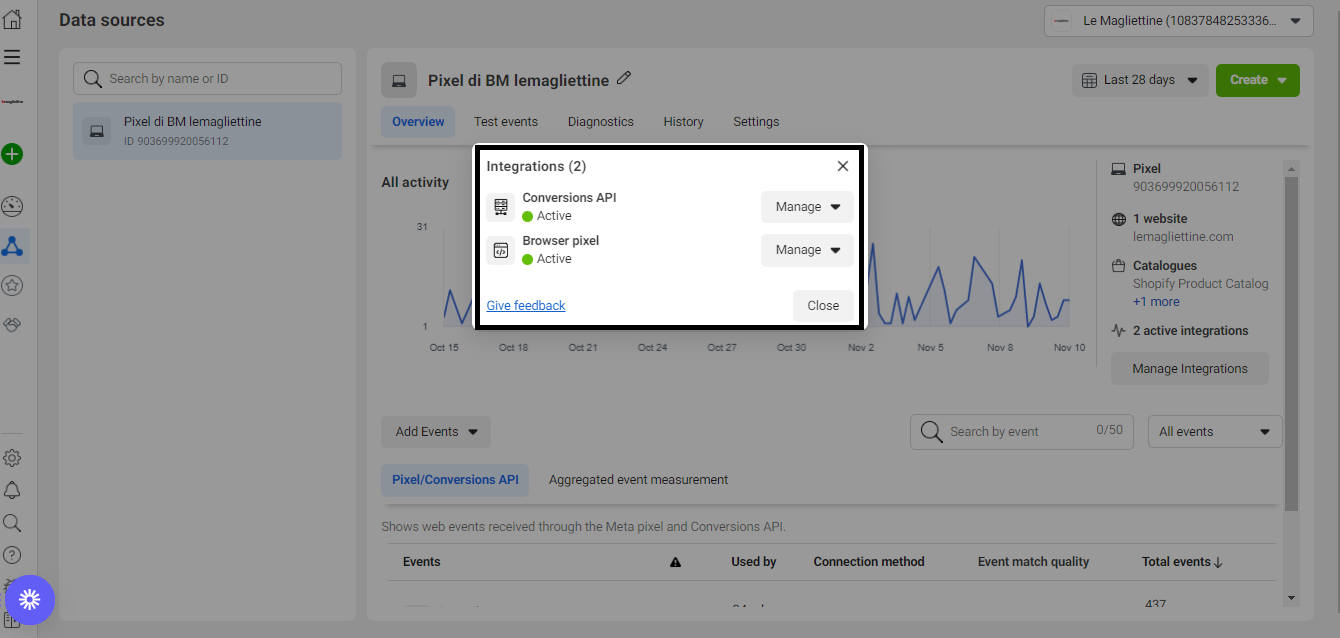 Data sources
Le Magliettine (10837848253336...
Search by name or ID
Pixel di BM lemagliettine
ID 903699920056112
Pixel di BM lemagliettine
Last 28 days
Create
Overview
Test events
Diagnostics
History
Settings
All activity
31
1
Oct 15
Oct 18
Oct 21
Oct 24
Oct 27
Oct 30
Nov 2
Nov 5
Nov 8
Nov 10
Integrations (2)
Conversions API
Active
Manage
Browser pixel
Active
Manage
Give feedback
Close
Pixel
903699920056112
1 website
lemagliettine.com
Catalogues
Shopify Product Catalog
+1 more
2 active integrations
Manage Integrations
Add Events
Search by event
0/50
All events
Pixel/Conversions API
Aggregated event measurement
Shows web events received through the Meta pixel and Conversions API.
Events
Used by
Connection method
Event match quality
Total events
437